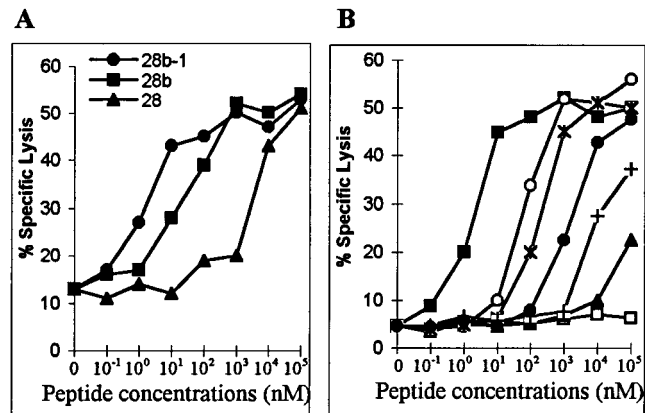 A
28b-1
28b
28
% Specific Lysis
60
50
40
30
20
10
0
0 10⁻¹ 10⁰ 10¹ 10² 10³ 10⁴ 10⁵
Peptide concentrations (nM)
B
% Specific Lysis
60
50
40
30
20
10
0
0 10⁻¹ 10⁰ 10¹ 10² 10³ 10⁴ 10⁵
Peptide concentrations (nM)